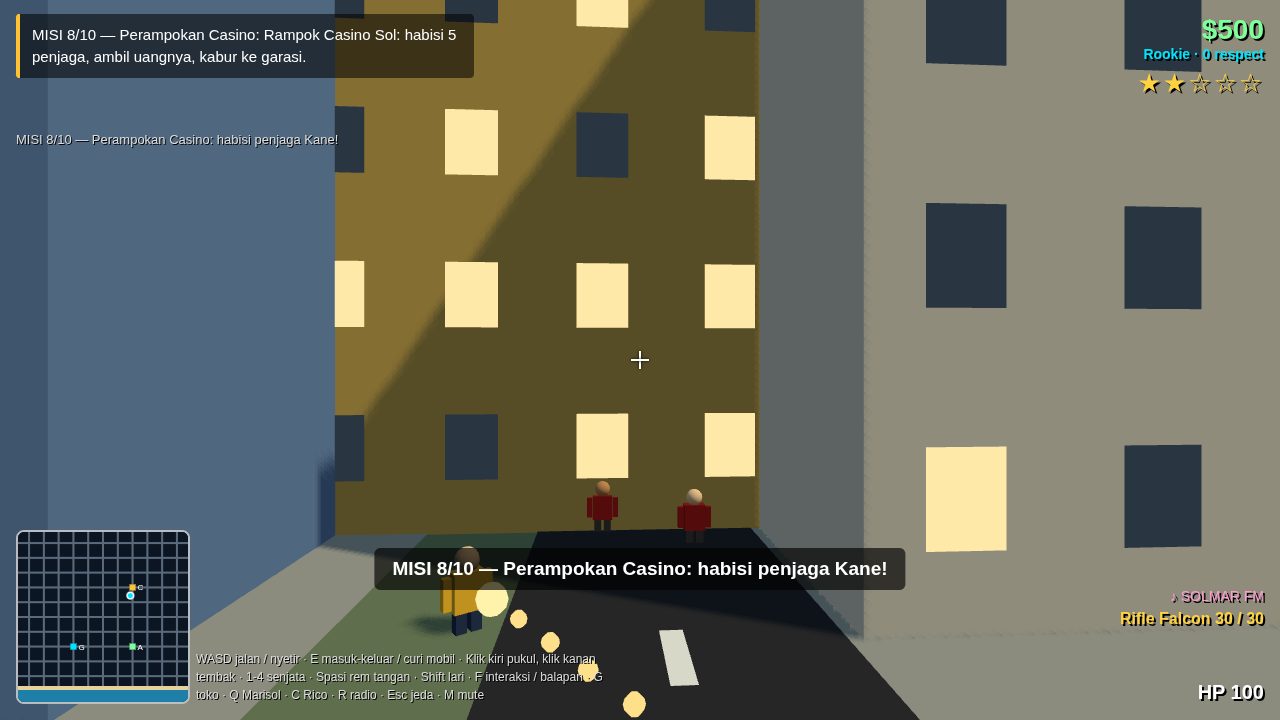 MISI 8/10 — Perampokan Casino: Rampok Casino Sol: habisi 5
penjaga, ambil uangnya, kabur ke garasi.
$500
Rookie · 0 respect
★★☆☆☆
MISI 8/10 — Perampokan Casino: habisi penjaga Kane!
MISI 8/10 — Perampokan Casino: habisi penjaga Kane!
C
G
A
WASD jalan / nyetir · E masuk-keluar / curi mobil · Klik kiri pukul, klik kanan
tembak · 1-4 senjata · Spasi rem tangan · Shift lari · F interaksi / balapan · G
toko · Q Marisol · C Rico · R radio · Esc jeda · M mute
♪ SOLMAR FM
Rifle Falcon 30 / 30
HP 100